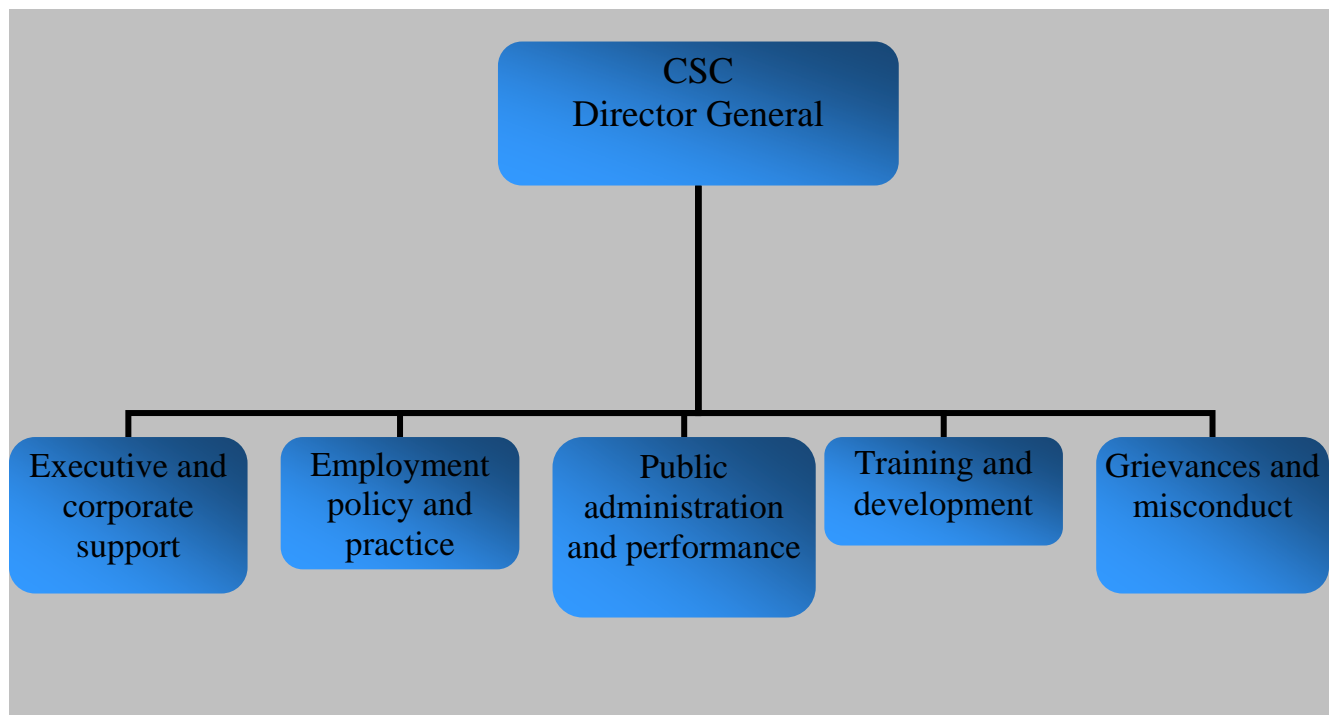 CSC
Director General
Executive and
corporate
support
Employment
policy and
practice
Public
administration
and performance
Training and
development
Grievances and
misconduct